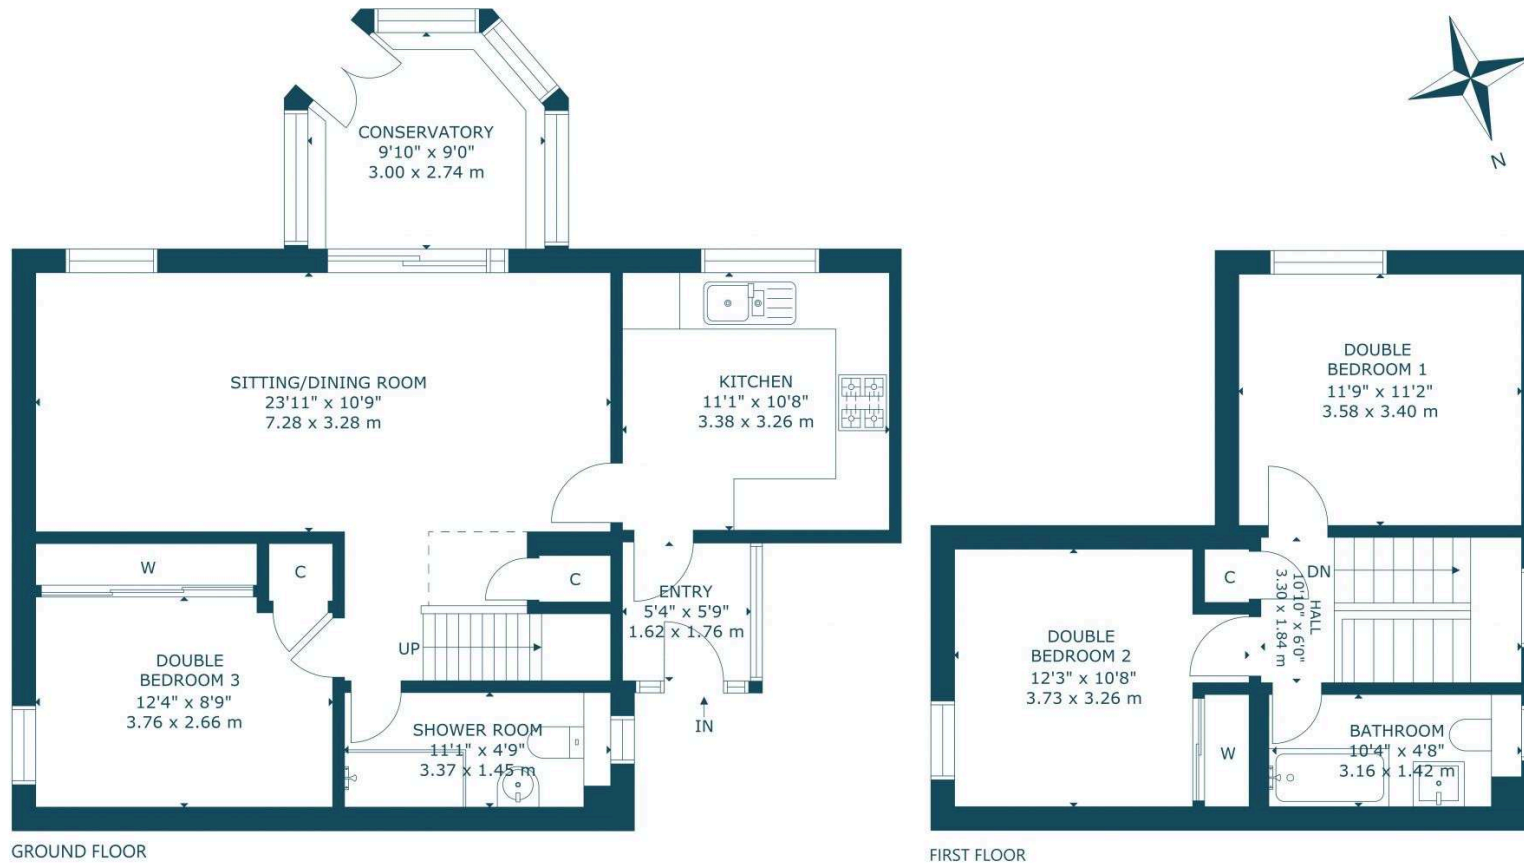 CONSERVATORY
9'10" x 9'0"
3.00 x 2.74 m
N
SITTING/DINING ROOM
23'11" x 10'9"
7.28 x 3.28 m
KITCHEN
11'1" x 10'8"
3.38 x 3.26 m
DOUBLE
BEDROOM 1
11'9" x 11'2"
3.58 x 3.40 m
W
C
C
ENTRY
5'4" x 5'9"
1.62 x 1.76 m
UP
IN
DOUBLE
BEDROOM 3
12'4" x 8'9"
3.76 x 2.66 m
SHOWER ROOM
11'1" x 4'9"
3.37 x 1.45 m
C
DN
HALL
10'10" x 6'0"
3.30 x 1.84 m
DOUBLE
BEDROOM 2
12'3" x 10'8"
3.73 x 3.26 m
W
BATHROOM
10'4" x 4'8"
3.16 x 1.42 m
GROUND FLOOR
FIRST FLOOR